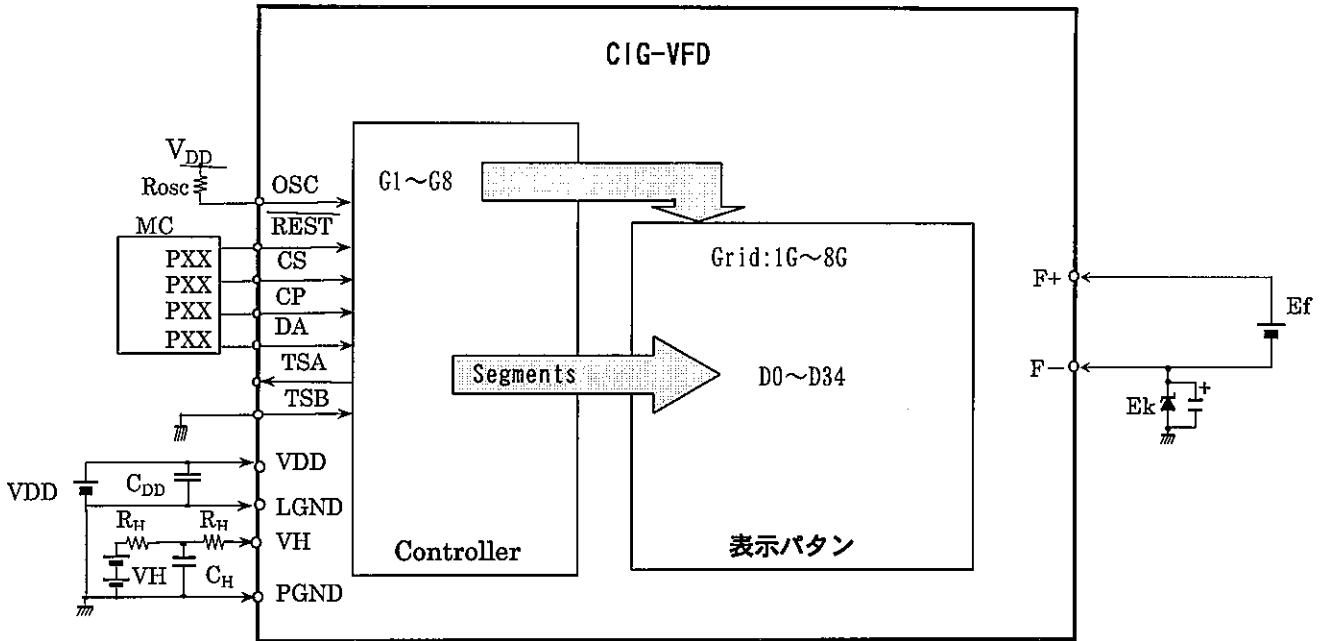 CIG-VFD
VDD
Rosc
OSC
G1～G8
MC
REST
PXX
CS
PXX
CP
PXX
DA
PXX
TSA
TSB
Grid:1G～8G
Segments
D0～D34
F+
Ef
F−
Ek
+
VDD
CDD
VDD
LGND
RH
RH
VH
VH
CH
PGND
Controller
表示パタン